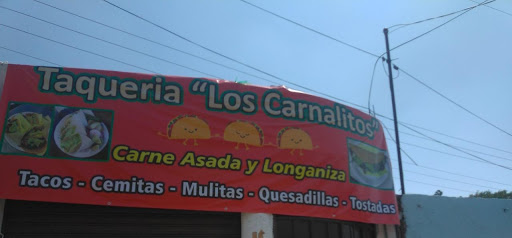 Taqueria "Los Carnalitos"
Carne Asada y Longaniza
Tacos - Cemitas - Mulitas - Quesadillas - Tostadas